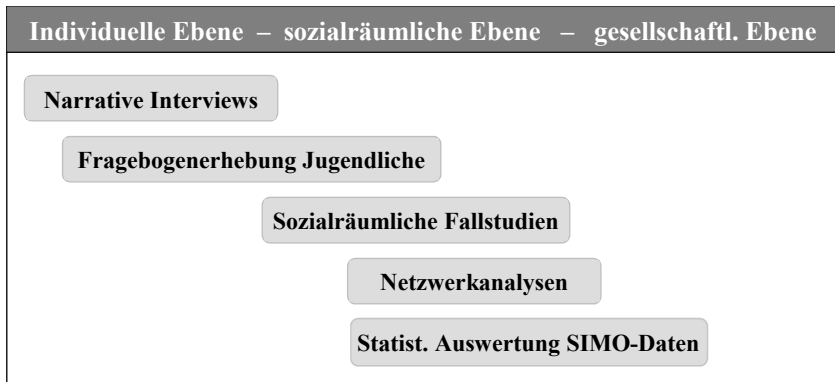 Individuelle Ebene – sozialräumliche Ebene – gesellschaftl. Ebene
Narrative Interviews
Fragebogenerhebung Jugendliche
Sozialräumliche Fallstudien
Netzwerkanalysen
Statist. Auswertung SIMO-Daten